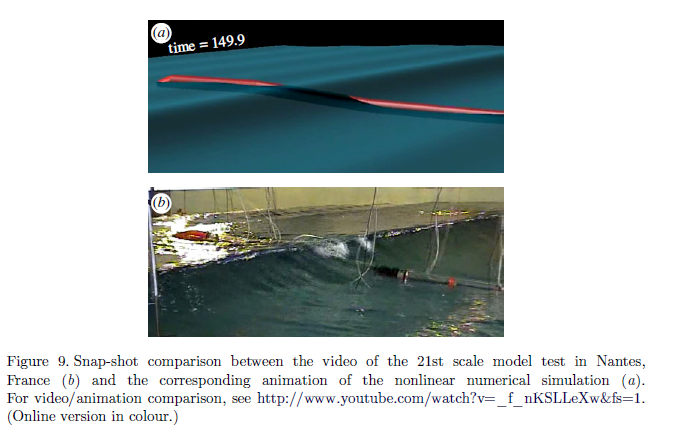 (a)
time = 149.9
(b)
Figure 9. Snap-shot comparison between the video of the 21st scale model test in Nantes,
France (b) and the corresponding animation of the nonlinear numerical simulation (a).
For video/animation comparison, see http://www.youtube.com/watch?v=_f_nKSLLeXw&fs=1.
(Online version in colour.)